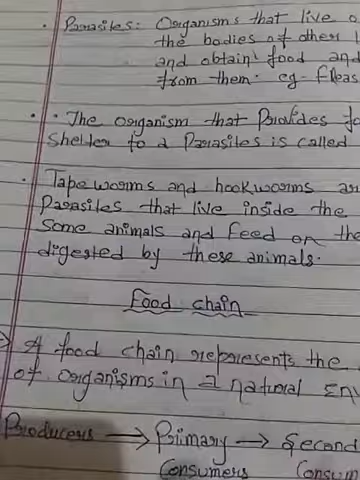 • Parasites: Organisms that live o
the bodies of other
and obtain food and
from them. eg. Fleas
• The organism that Provides fo
Shelter to a Parasites is called
• Tapeworms and hookworms ar
Parasites that live inside the
Some animals and Feed on the
digested by these animals.
Food chain
A food chain represents the
of organisms in a natural Env
Producers → Primary → Second
Consumers Consum